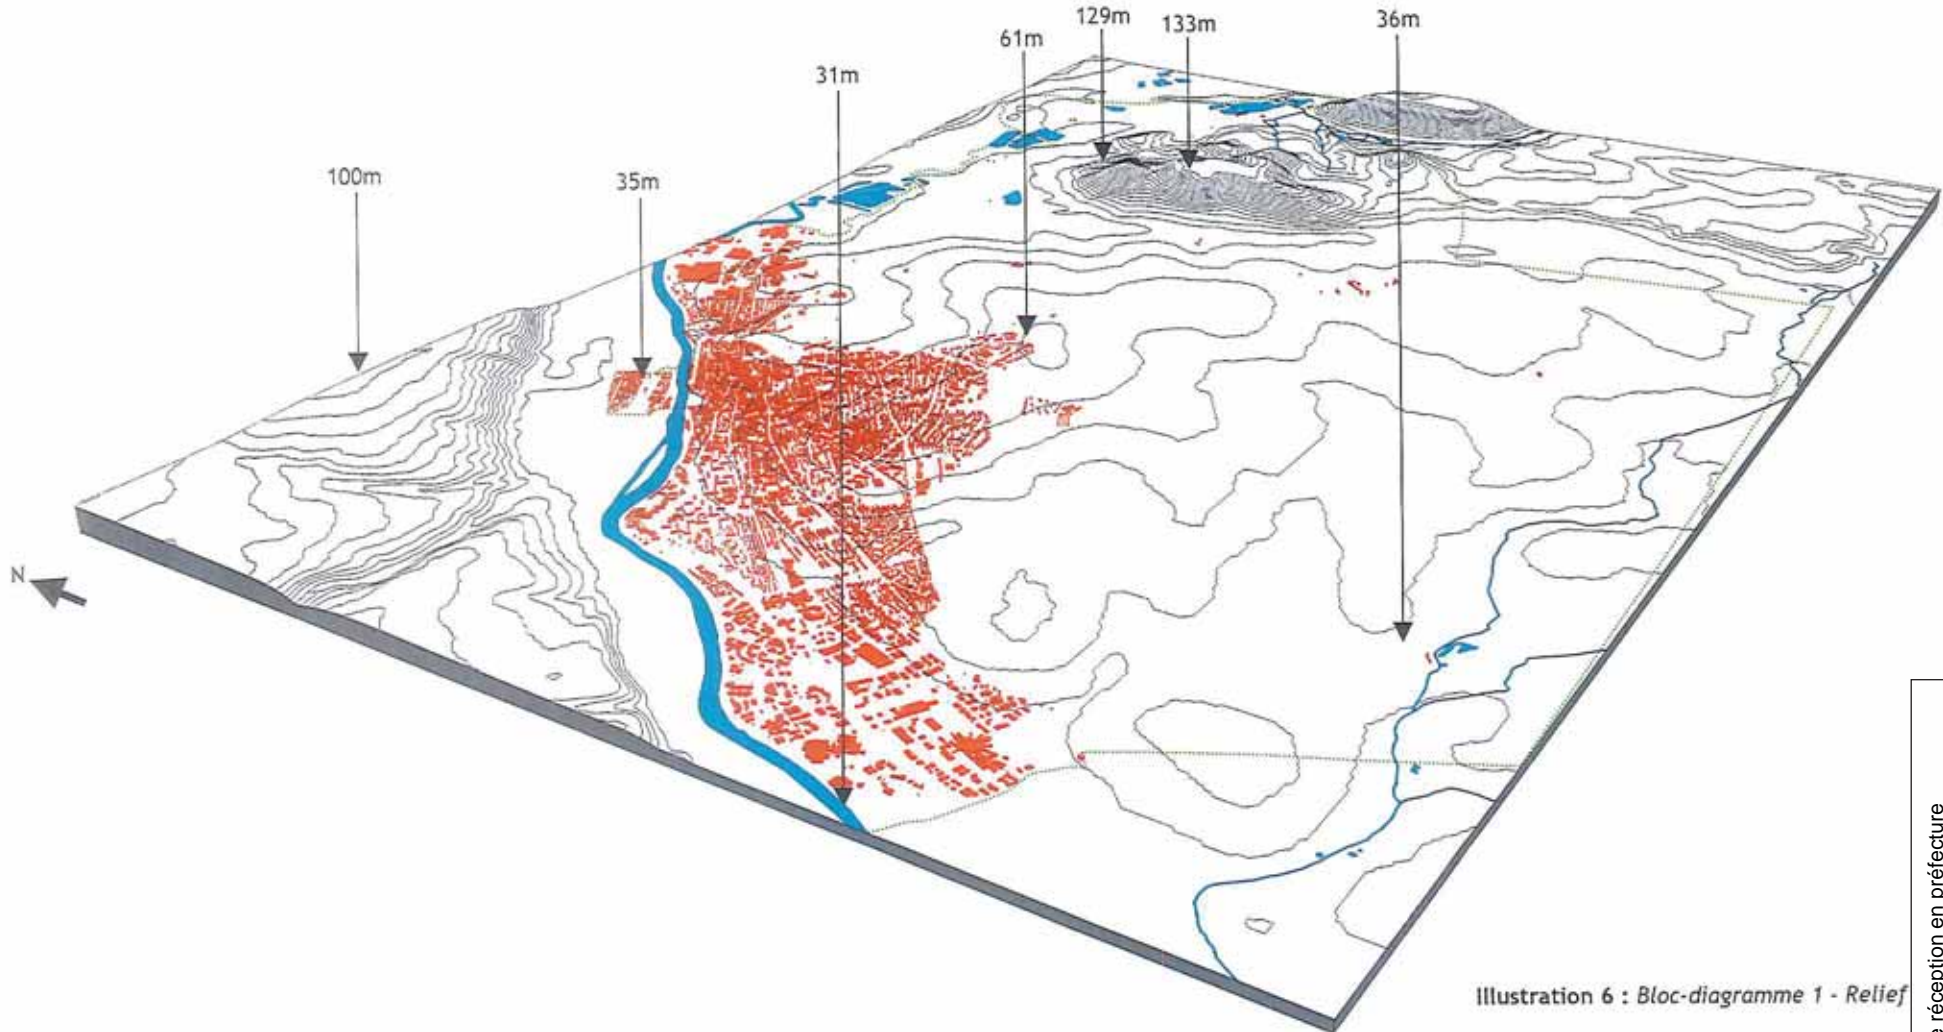 129m
133m
36m
61m
31m
100m
35m
N
Illustration 6 : Bloc-diagramme 1 - Relief
réception en préfecture